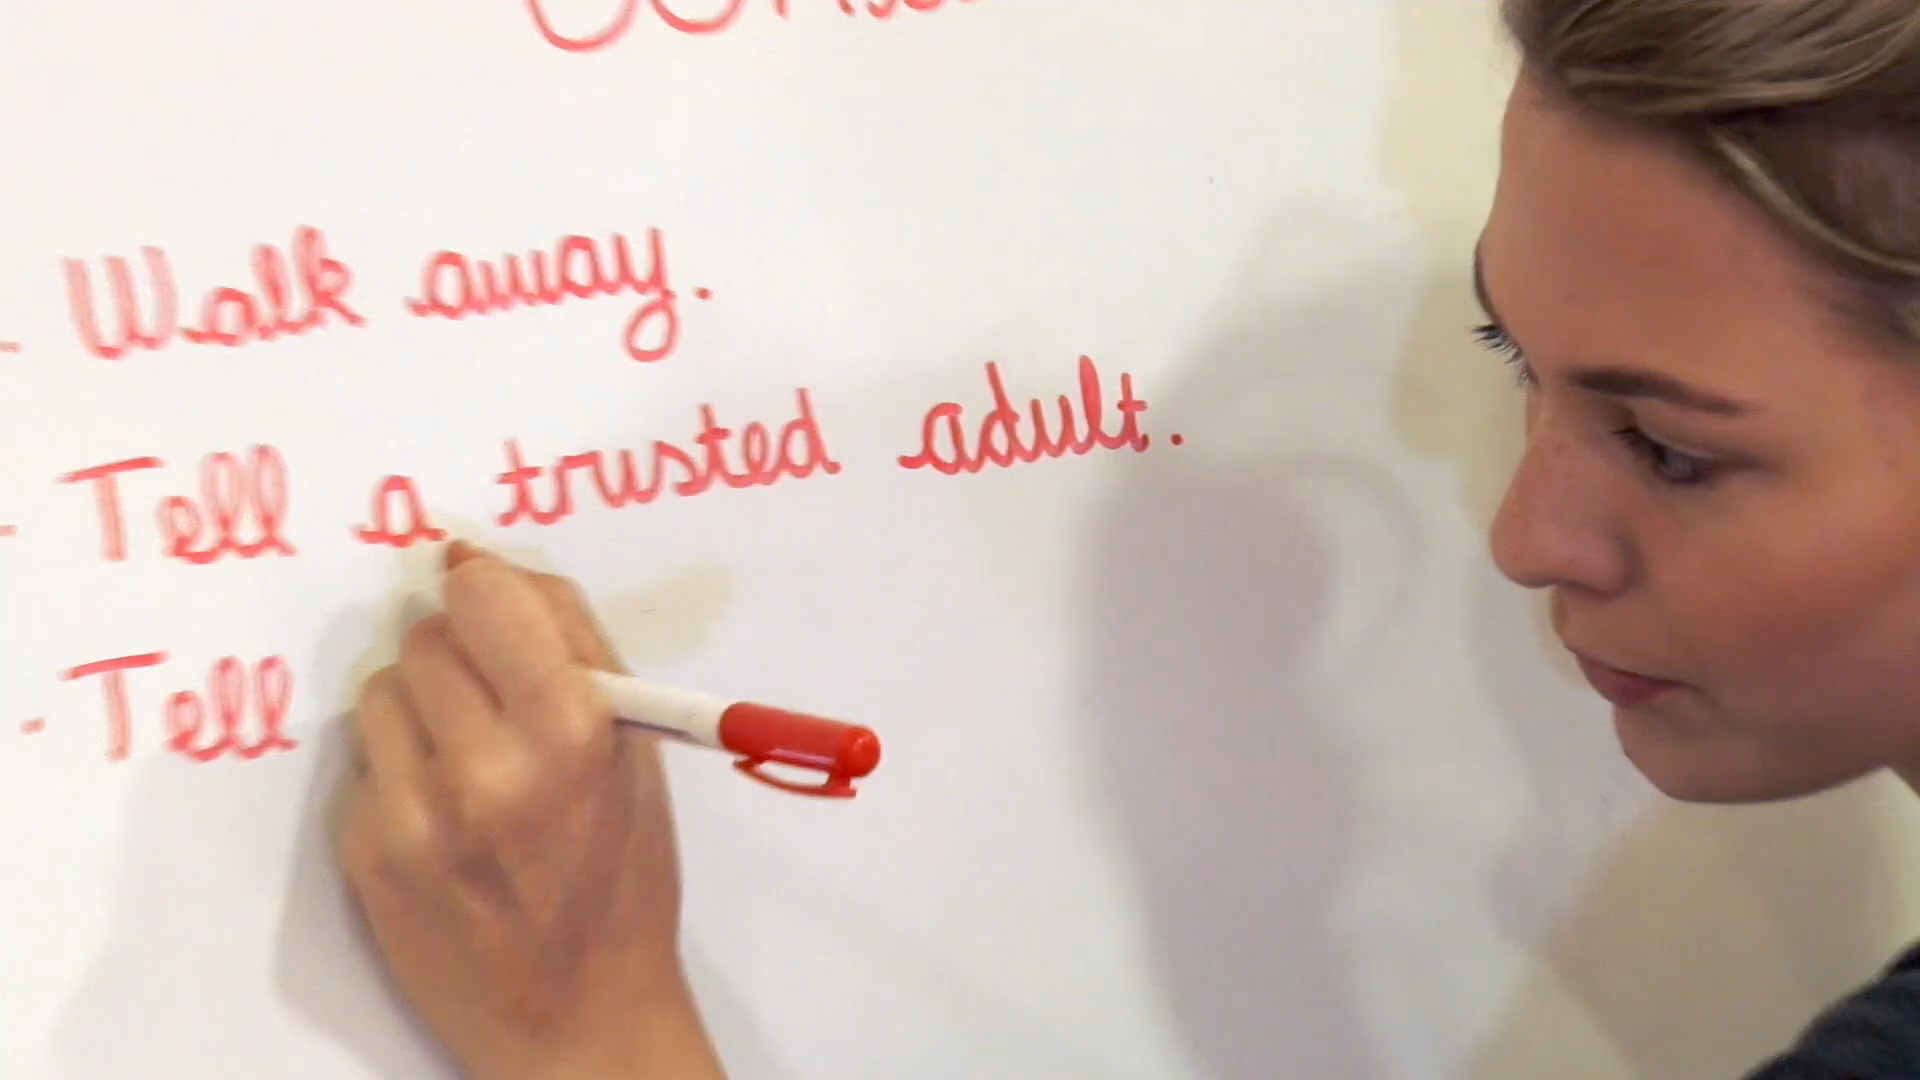 - Walk away.
- Tell a trusted adult.
- Tell